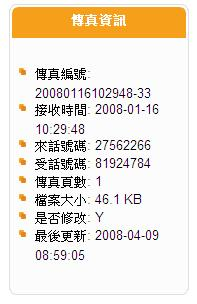 傳真資訊
傳真編號:
20080116102948-33
接收時間: 2008-01-16
10:29:48
來話號碼: 27562266
受話號碼: 81924784
傳真頁數: 1
檔案大小: 46.1 KB
是否修改: Y
最後更新: 2008-04-09
08:59:05